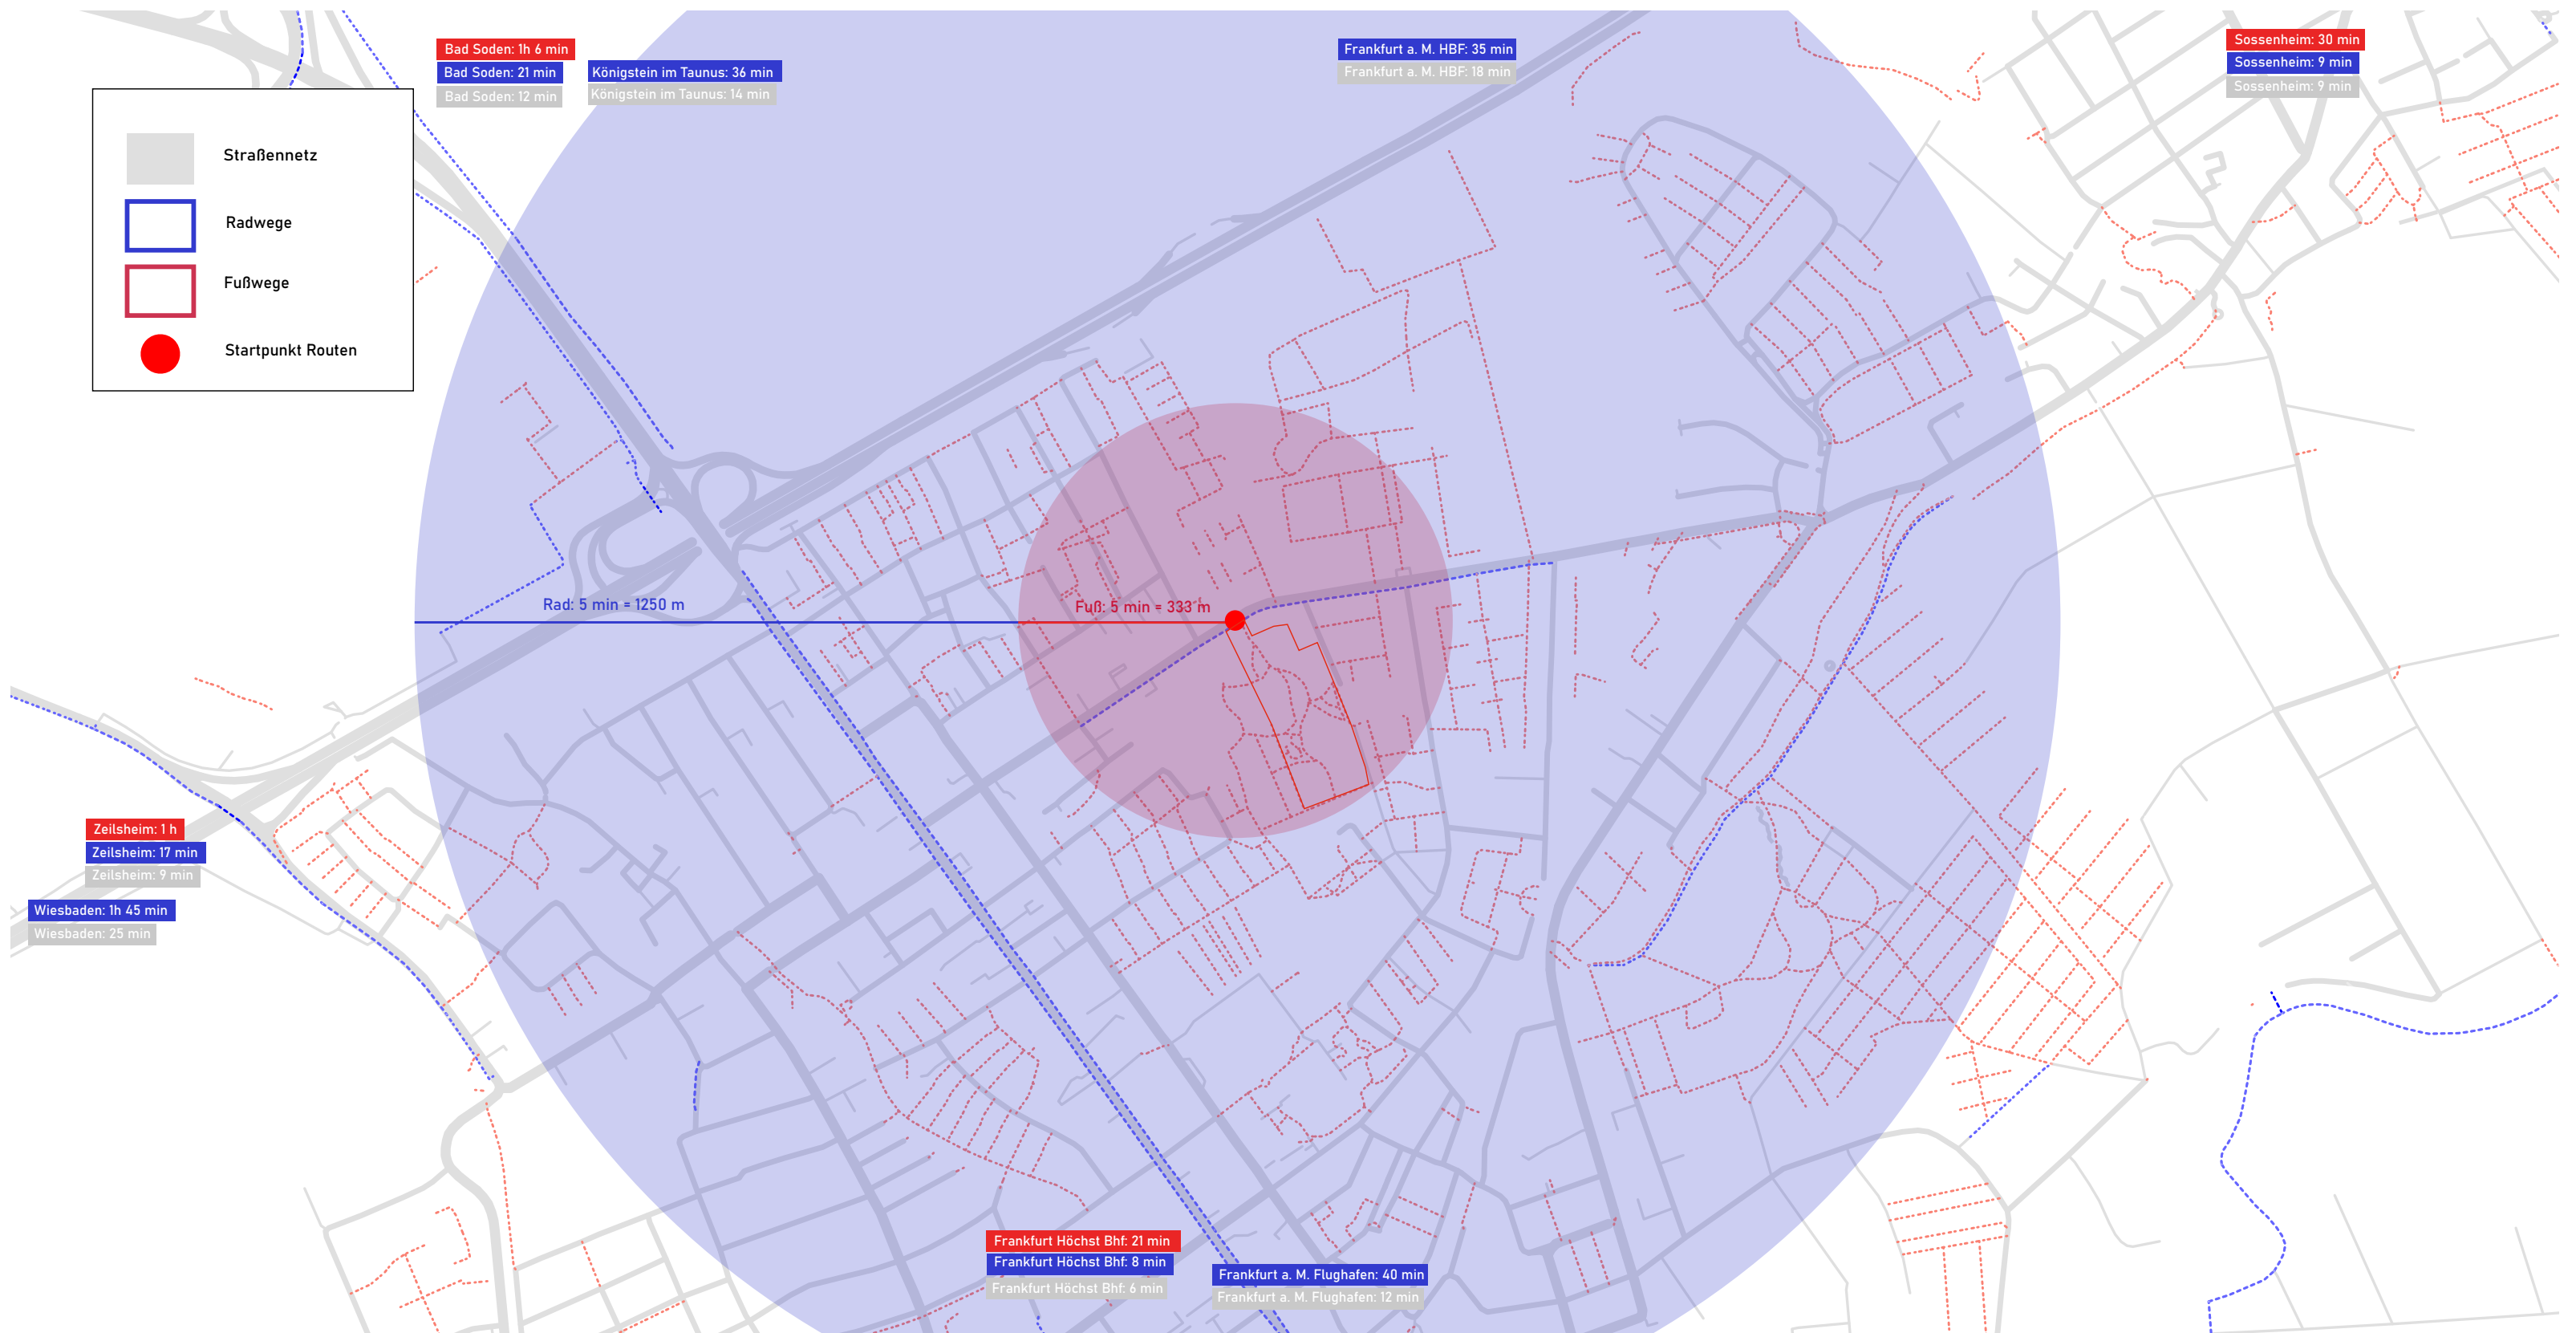 Bad Soden: 1h 6 min
Bad Soden: 21 min
Bad Soden: 12 min
Königstein im Taunus: 36 min
Königstein im Taunus: 14 min
Frankfurt a. M. HBF: 35 min
Frankfurt a. M. HBF: 18 min
Sossenheim: 30 min
Sossenheim: 9 min
Sossenheim: 9 min
Straßennetz
Radwege
Fußwege
Startpunkt Routen
Rad: 5 min = 1250 m
Fuß: 5 min = 333 m
Zeilsheim: 1 h
Zeilsheim: 17 min
Zeilsheim: 9 min
Wiesbaden: 1h 45 min
Wiesbaden: 25 min
Frankfurt Höchst Bhf: 21 min
Frankfurt Höchst Bhf: 8 min
Frankfurt Höchst Bhf: 6 min
Frankfurt a. M. Flughafen: 40 min
Frankfurt a. M. Flughafen: 12 min